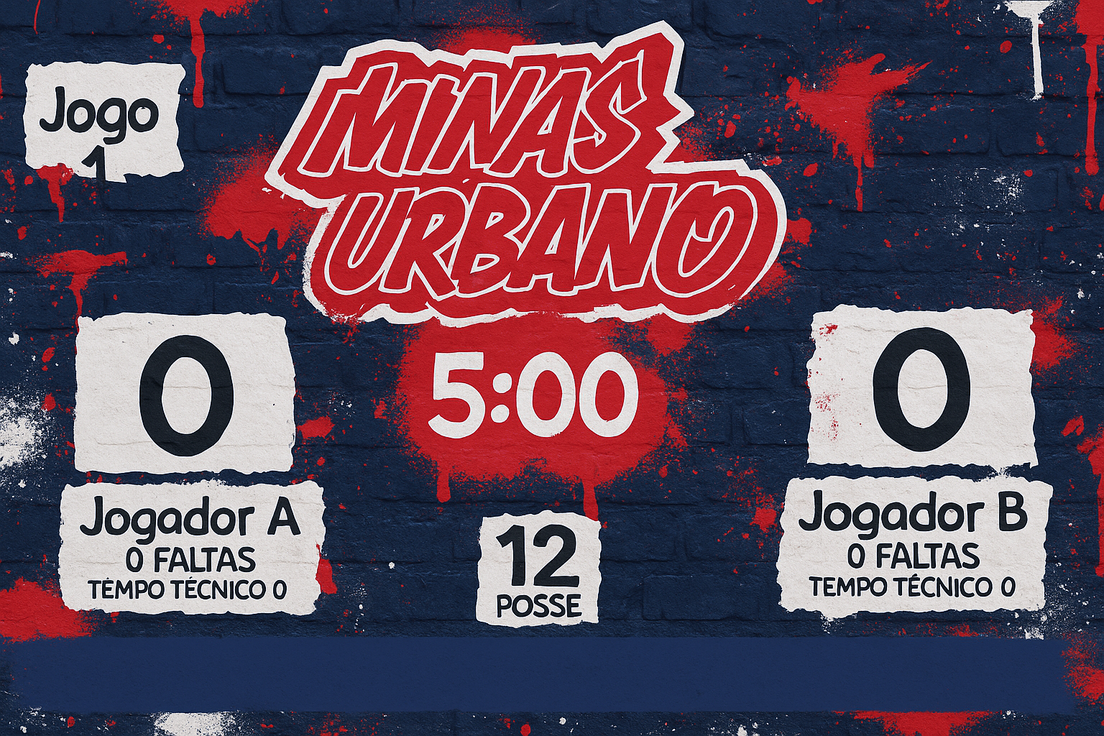 Jogo
1
MINAS
URBANO
0
5:00
0
Jogador A
0 FALTAS
TEMPO TÉCNICO 0
12
POSSE
Jogador B
0 FALTAS
TEMPO TÉCNICO 0